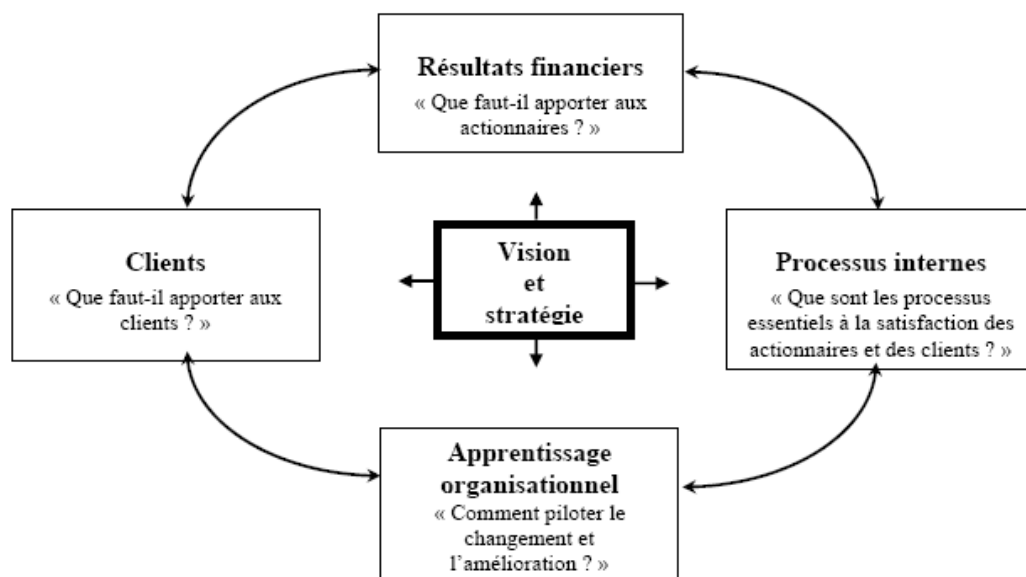 Résultats financiers
« Que faut-il apporter aux
actionnaires ? »
Clients
« Que faut-il apporter aux
clients ? »
Vision
et
stratégie
Processus internes
« Que sont les processus
essentiels à la satisfaction des
actionnaires et des clients ? »
Apprentissage
organisationnel
« Comment piloter le
changement et
l’amélioration ? »